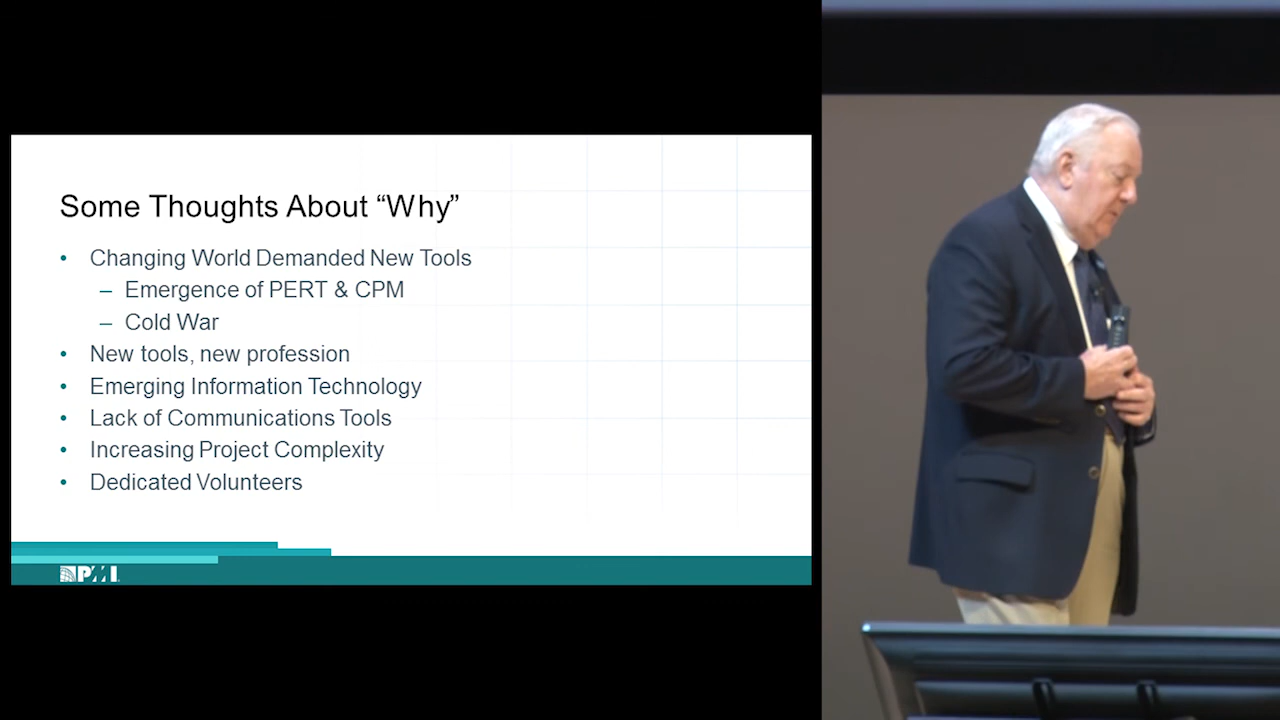 Some Thoughts About “Why”
• Changing World Demanded New Tools
– Emergence of PERT & CPM
– Cold War
• New tools, new profession
• Emerging Information Technology
• Lack of Communications Tools
• Increasing Project Complexity
• Dedicated Volunteers
PMI